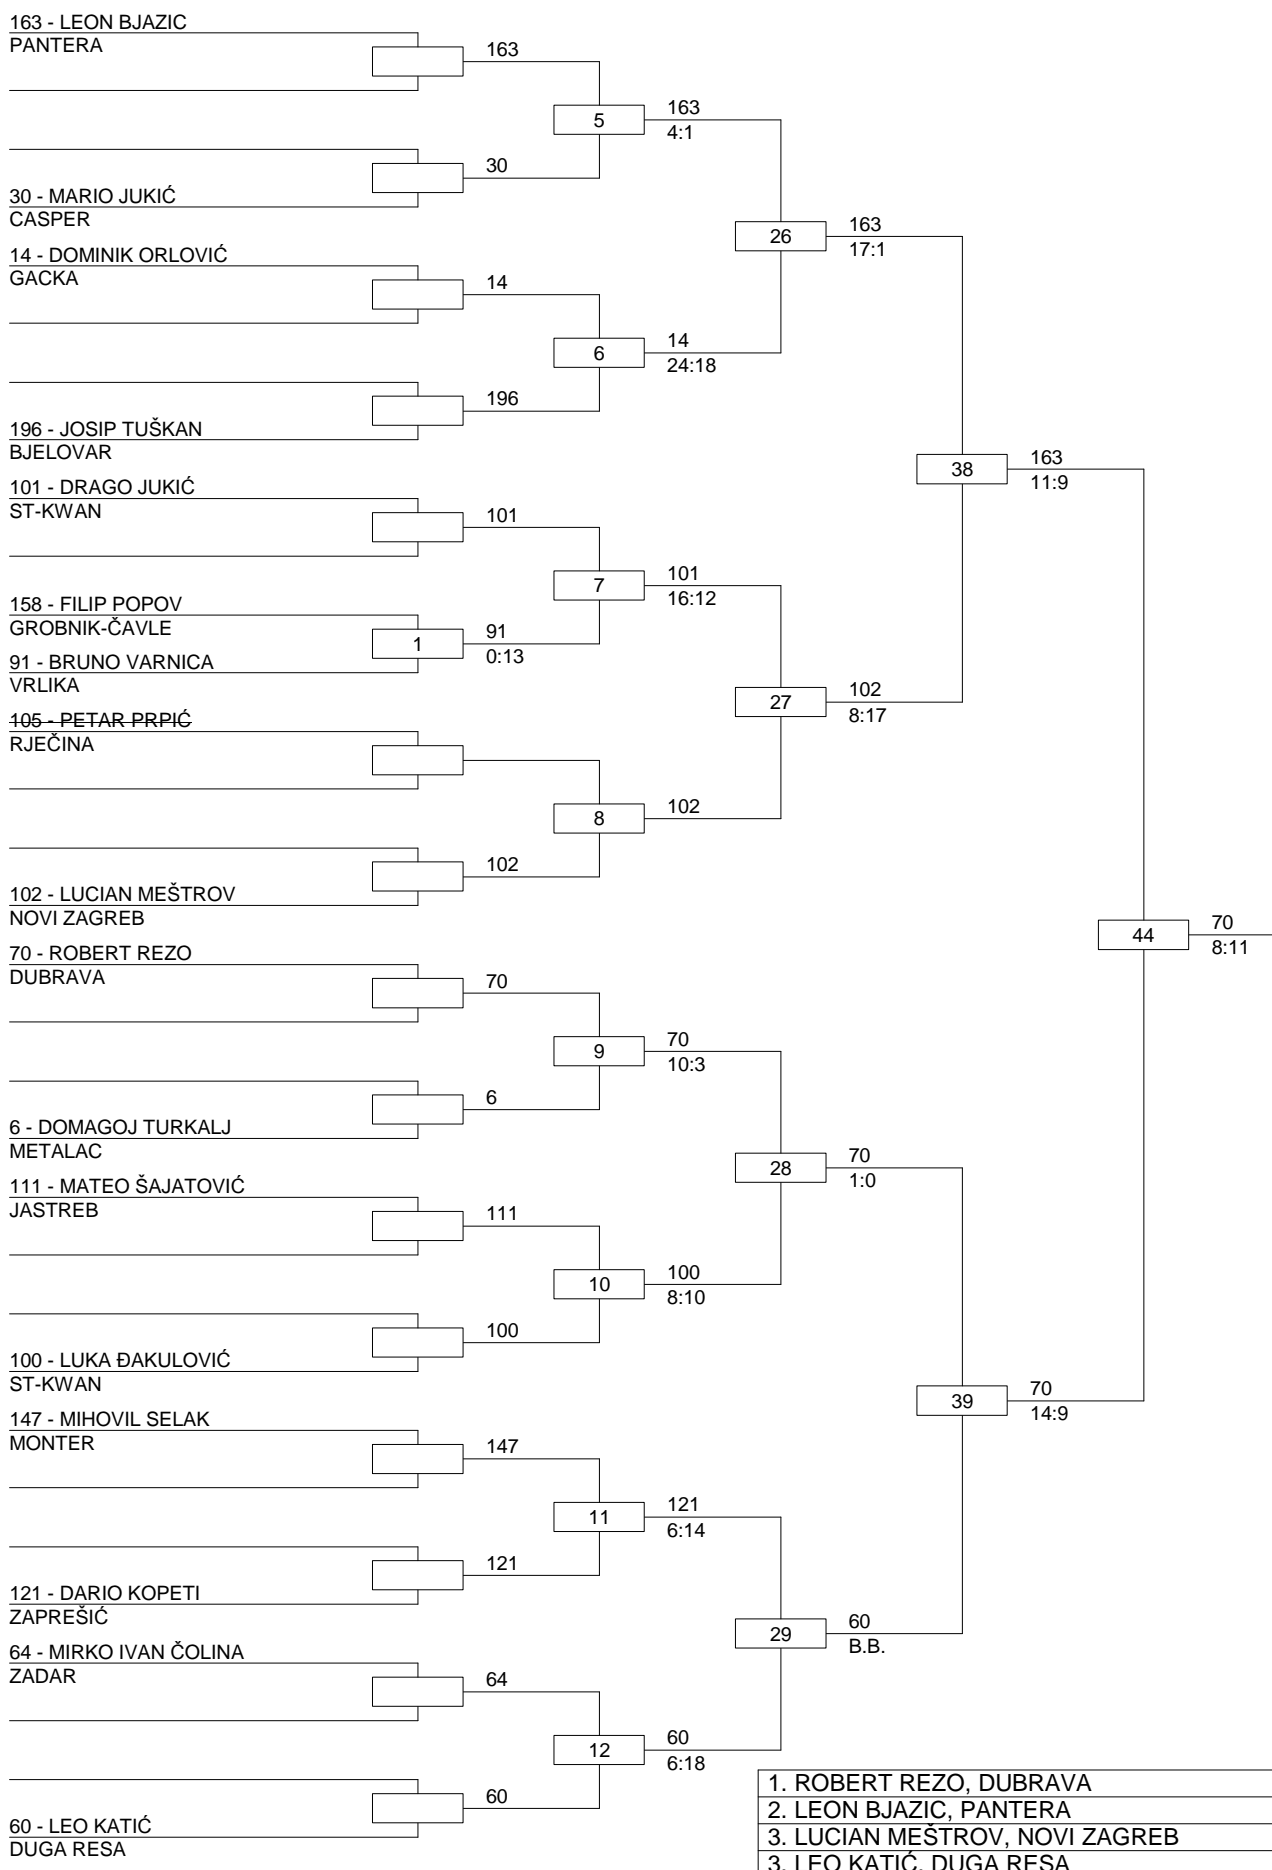 163 - LEON BJAZIC
PANTERA
163
5
163
4:1
30
30 - MARIO JUKIĆ
CASPER
26
163
17:1
14 - DOMINIK ORLOVIĆ
GACKA
14
6
14
24:18
196
196 - JOSIP TUŠKAN
BJELOVAR
38
163
11:9
101 - DRAGO JUKIĆ
ST-KWAN
101
7
101
16:12
158 - FILIP POPOV
GROBNIK-ČAVLE
1
91
0:13
91 - BRUNO VARNICA
VRLIKA
27
102
8:17
105 - PETAR PRPIĆ
RJEČINA
8
102
102
102 - LUCIAN MEŠTROV
NOVI ZAGREB
44
70
8:11
70 - ROBERT REZO
DUBRAVA
70
9
70
10:3
6
6 - DOMAGOJ TURKALJ
METALAC
28
70
1:0
111 - MATEO ŠAJATOVIĆ
JASTREB
111
10
100
8:10
100
100 - LUKA ĐAKULOVIĆ
ST-KWAN
39
70
14:9
147 - MIHOVIL SELAK
MONTER
147
11
121
6:14
121
121 - DARIO KOPETI
ZAPREŠIĆ
29
60
B.B.
64 - MIRKO IVAN ČOLINA
ZADAR
64
12
60
6:18
60
60 - LEO KATIĆ
DUGA RESA
1. ROBERT REZO, DUBRAVA
2. LEON BJAZIC, PANTERA
3. LUCIAN MEŠTROV, NOVI ZAGREB
3. LEO KATIĆ, DUGA RESA